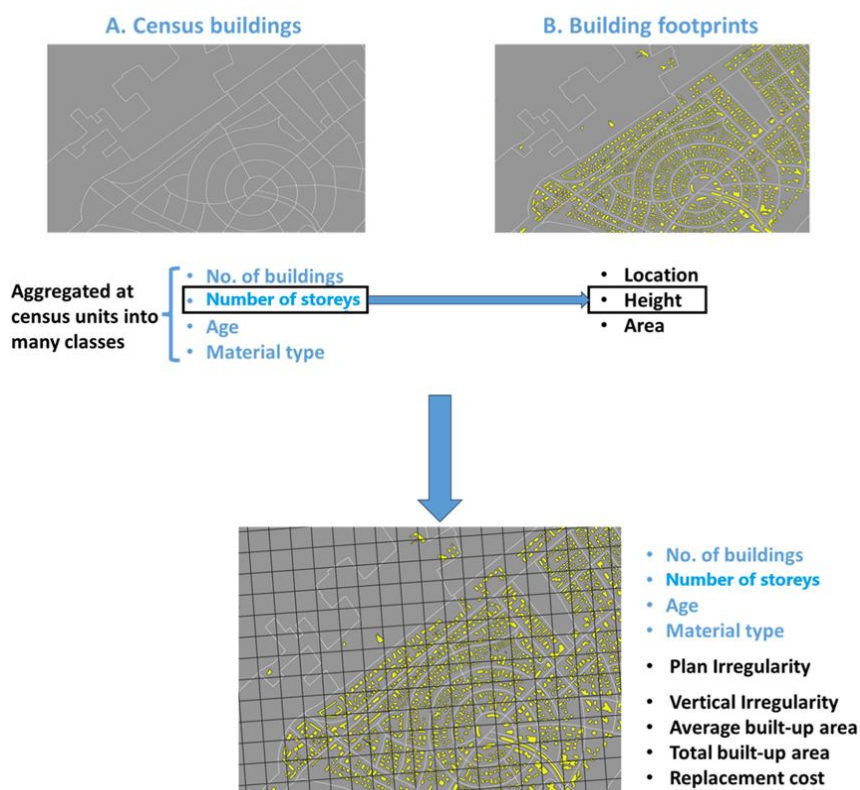 A. Census buildings
B. Building footprints
Aggregated at
census units into
many classes
• No. of buildings
• Number of storeys
• Age
• Material type
• Location
• Height
• Area
• No. of buildings
• Number of storeys
• Age
• Material type
• Plan Irregularity
• Vertical Irregularity
• Average built-up area
• Total built-up area
• Replacement cost